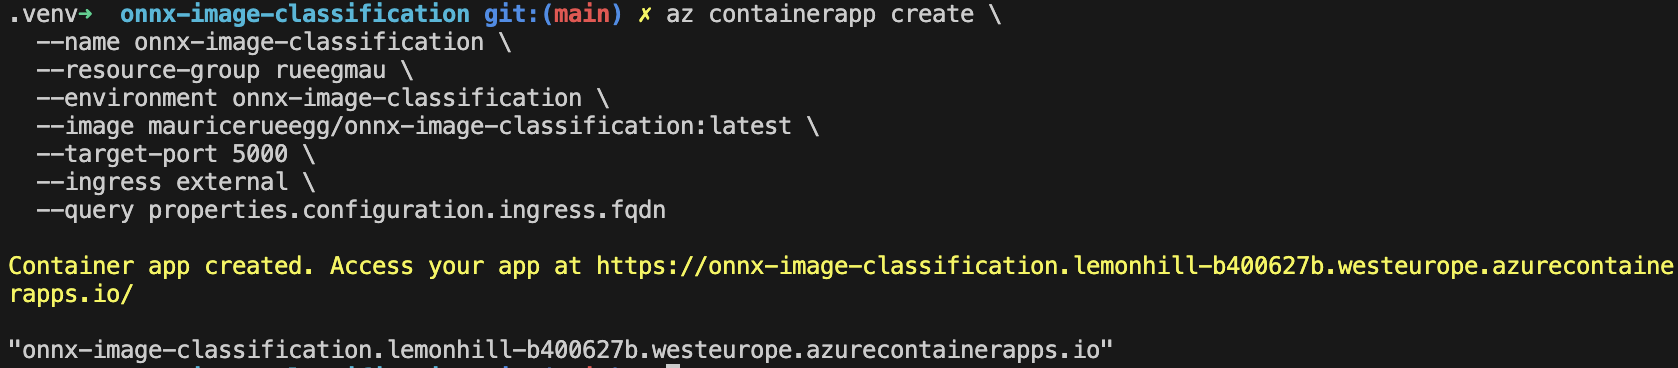 .venv➜  onnx-image-classification git:(main) ✗ az containerapp create \
  --name onnx-image-classification \
  --resource-group rueegmau \
  --environment onnx-image-classification \
  --image mauricerueegg/onnx-image-classification:latest \
  --target-port 5000 \
  --ingress external \
  --query properties.configuration.ingress.fqdn
Container app created. Access your app at https://onnx-image-classification.lemonhill-b400627b.westeurope.azurecontaine
rapps.io/
"onnx-image-classification.lemonhill-b400627b.westeurope.azurecontainerapps.io"